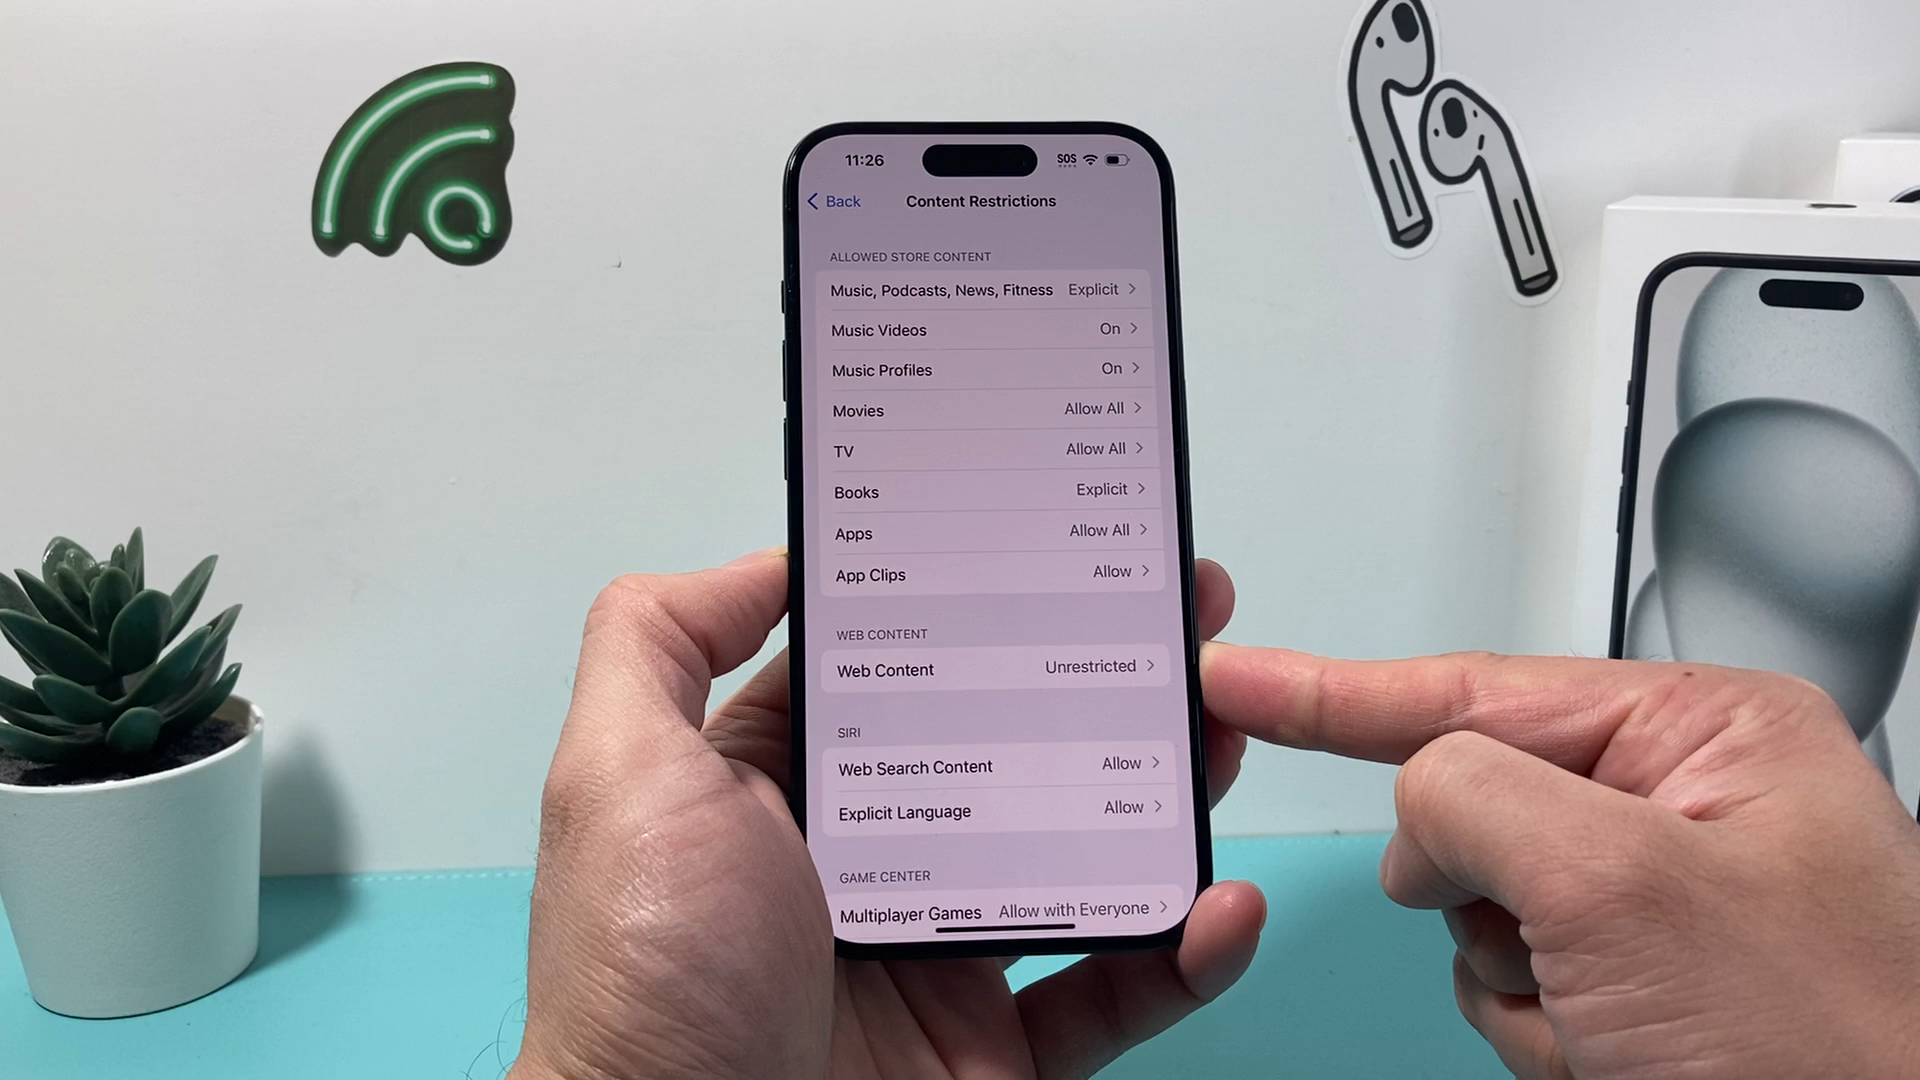 11:26 SOS
Back Content Restrictions
ALLOWED STORE CONTENT
Music, Podcasts, News, Fitness Explicit
Music Videos On
Music Profiles On
Movies Allow All
TV Allow All
Books Explicit
Apps Allow All
App Clips Allow
WEB CONTENT
Web Content Unrestricted
SIRI
Web Search Content Allow
Explicit Language Allow
GAME CENTER
Multiplayer Games Allow with Everyone